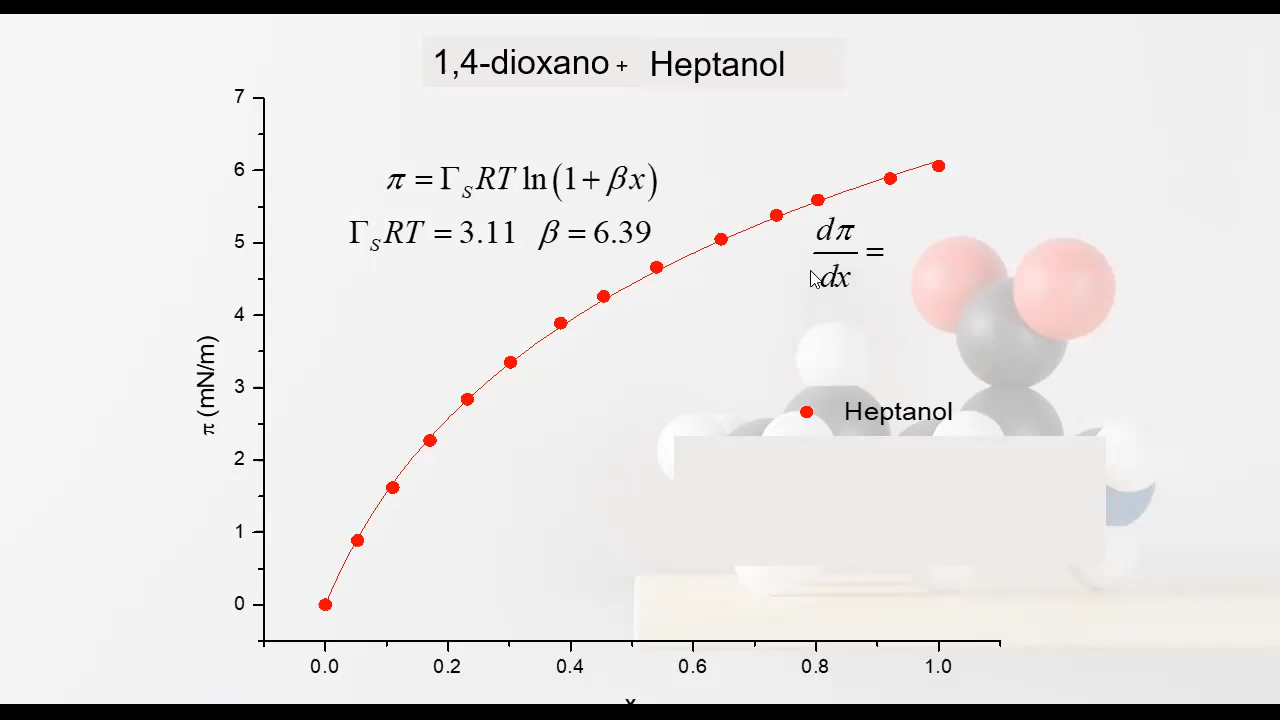 1,4-dioxano + Heptanol
7
6
5
4
3
2
1
0
π (mN/m)
π = Γ_S RT ln(1 + βx)
Γ_S RT = 3.11 β = 6.39
dπ/dx =
Heptanol
0.0 0.2 0.4 0.6 0.8 1.0